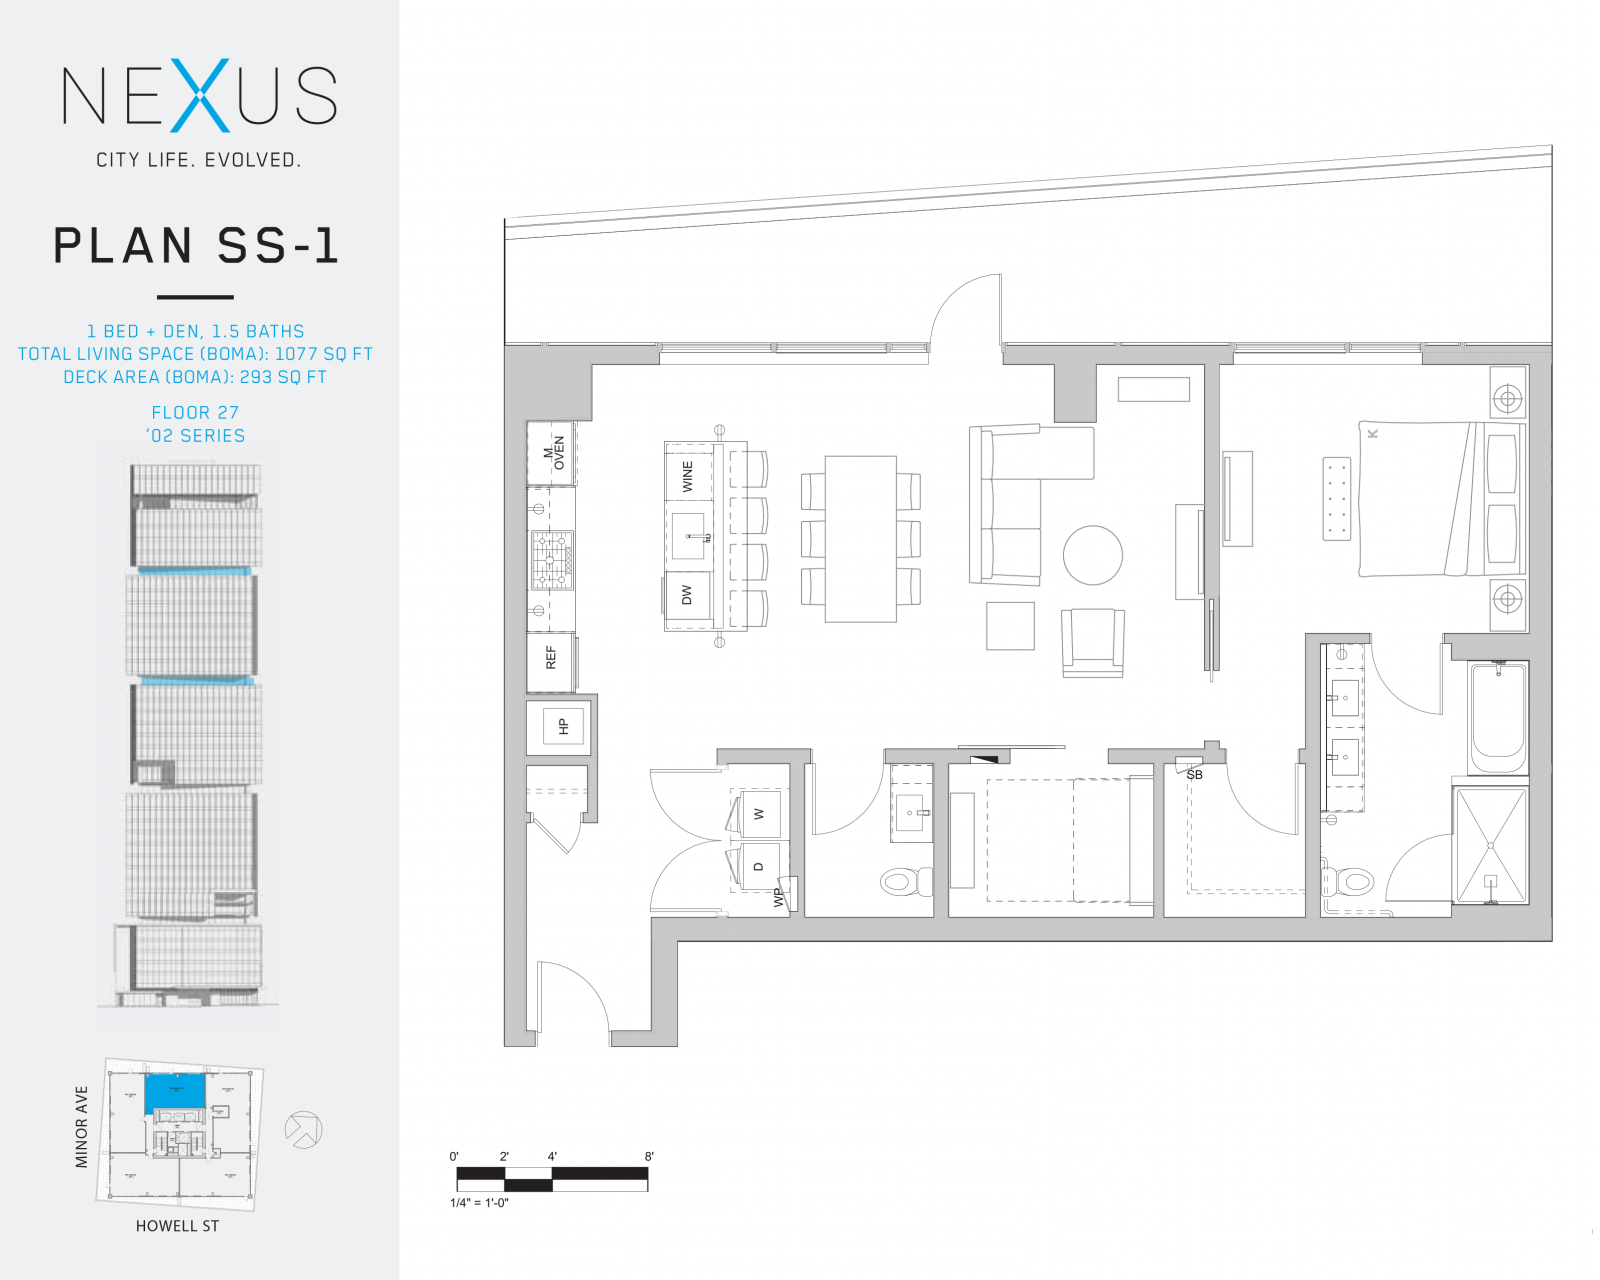 NEXUS
CITY LIFE. EVOLVED.
PLAN SS-1
1 BED + DEN, 1.5 BATHS
TOTAL LIVING SPACE (BOMA): 1077 SQ FT
DECK AREA (BOMA): 293 SQ FT
FLOOR 27
'02 SERIES
MINOR AVE
HOWELL ST
M.
OVEN
WINE
DW
REF
HP
W
D
WP
SB
K
0' 2' 4' 8'
1/4" = 1'-0"